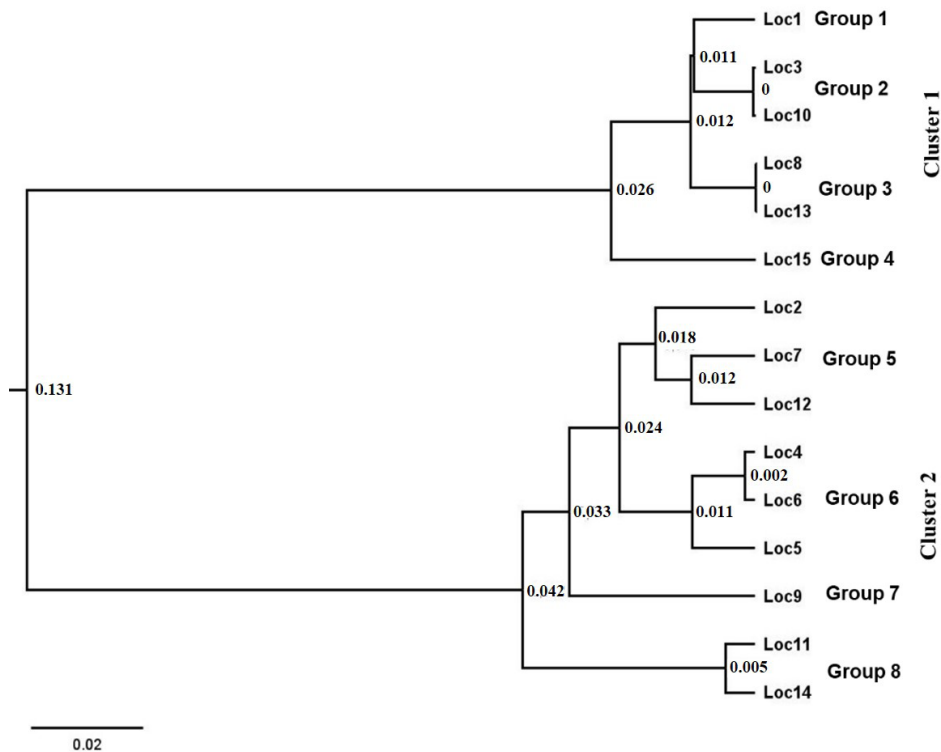 Loc1 Group 1
0.011
Loc3
0 Group 2
Loc10
0.012
Cluster 1
Loc8
0 Group 3
Loc13
0.026
Loc15 Group 4
Loc2
0.018
Loc7 Group 5
0.012
0.131
Loc12
0.024
Loc4
0.002
Loc6 Group 6
0.011
0.033
Cluster 2
Loc5
0.042
Loc9 Group 7
Loc11
0.005 Group 8
Loc14
0.02